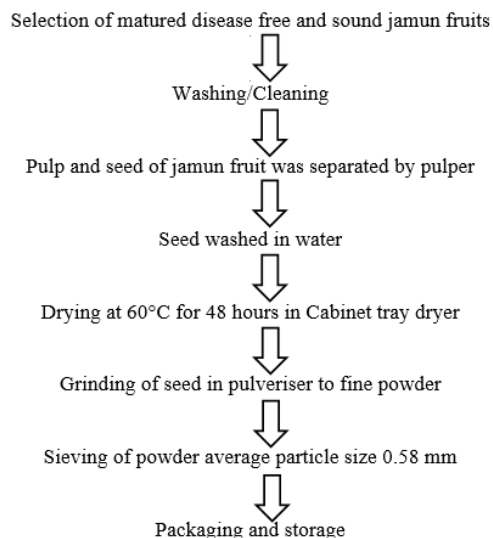 Selection of matured disease free and sound jamun fruits
Washing/Cleaning
Pulp and seed of jamun fruit was separated by pulper
Seed washed in water
Drying at 60°C for 48 hours in Cabinet tray dryer
Grinding of seed in pulveriser to fine powder
Sieving of powder average particle size 0.58 mm
Packaging and storage